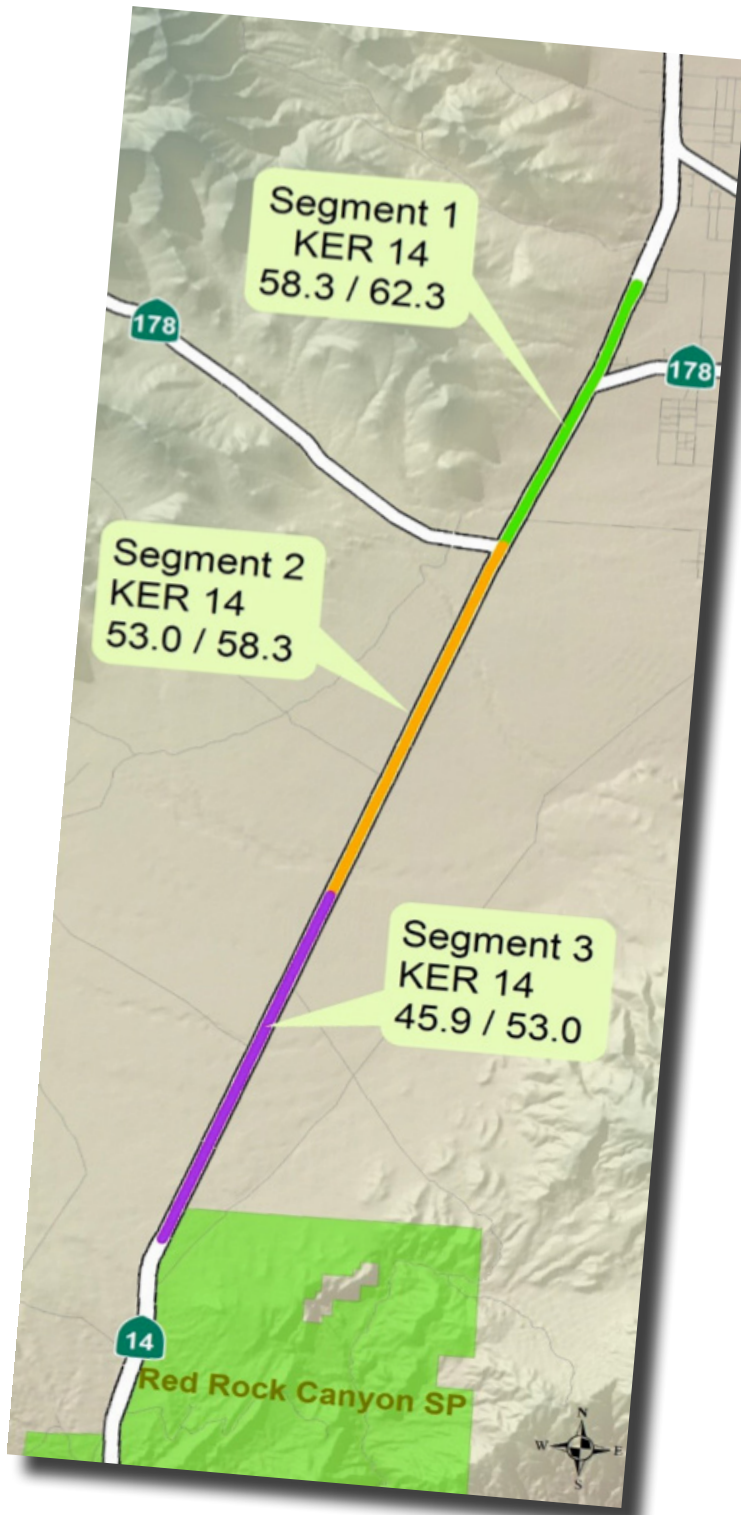 Segment 1
KER 14
58.3 / 62.3
178
178
Segment 2
KER 14
53.0 / 58.3
Segment 3
KER 14
45.9 / 53.0
14
Red Rock Canyon SP
N
W
E
S